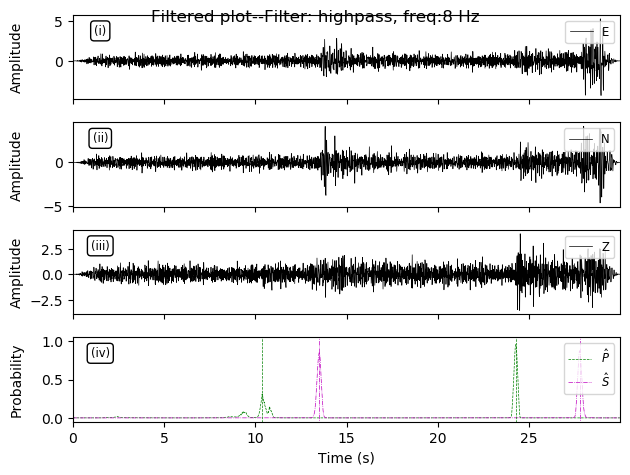 Filtered plot--Filter: highpass, freq:8 Hz
Amplitude
5
0
(i)
E
Amplitude
0
−5
(ii)
N
Amplitude
2.5
0.0
−2.5
(iii)
Z
Probability
1.0
0.5
0.0
(iv)
P̂
Ŝ
0 5 10 15 20 25
Time (s)